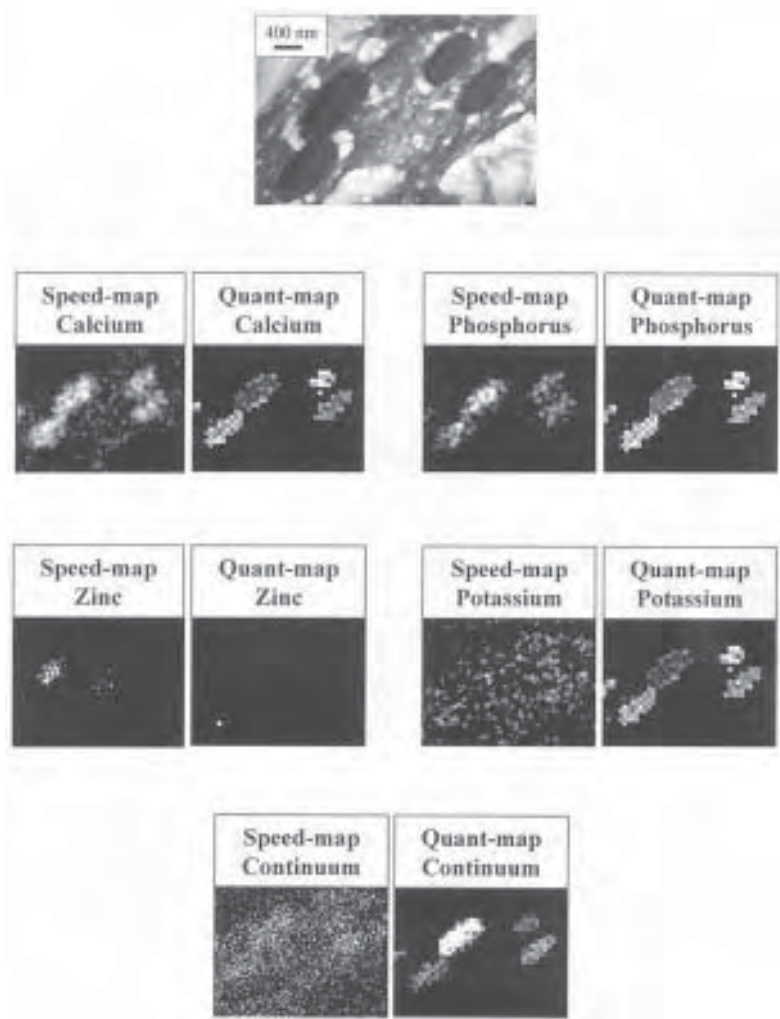 400 nm
Speed-map
Calcium
Quant-map
Calcium
Speed-map
Phosphorus
Quant-map
Phosphorus
Speed-map
Zinc
Quant-map
Zinc
Speed-map
Potassium
Quant-map
Potassium
Speed-map
Continuum
Quant-map
Continuum